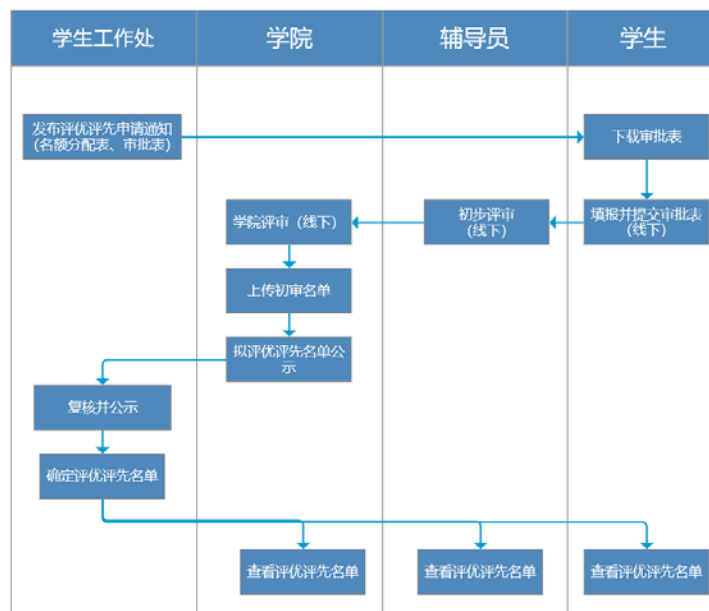 学生工作处
学院
辅导员
学生
发布评优评先申请通知
(名额分配表、审批表)
下载审批表
填报并提交审批表
(线下)
初步评审
(线下)
学院评审（线下）
上传初审名单
拟评优评先名单公
示
复核并公示
确定评优评先名单
查看评优评先名单
查看评优评先名单
查看评优评先名单